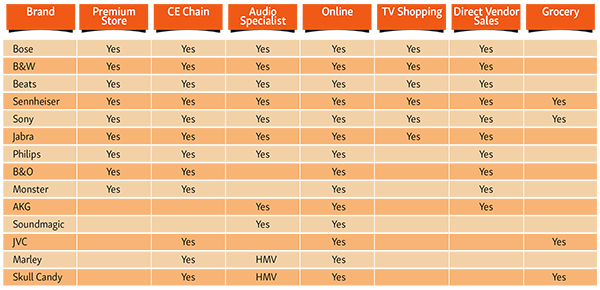 Brand Premium Store CE Chain Audio Specialist Online TV Shopping Direct Vendor Sales Grocery
Bose Yes Yes Yes Yes Yes Yes
B&W Yes Yes Yes Yes Yes Yes
Beats Yes Yes Yes Yes Yes Yes
Sennheiser Yes Yes Yes Yes Yes Yes Yes
Sony Yes Yes Yes Yes Yes Yes Yes
Jabra Yes Yes Yes Yes Yes Yes
Philips Yes Yes Yes Yes Yes
B&O Yes Yes Yes Yes
Monster Yes Yes Yes Yes
AKG Yes Yes Yes
Soundmagic Yes Yes
JVC Yes Yes Yes
Marley Yes HMV Yes
Skull Candy Yes HMV Yes Yes